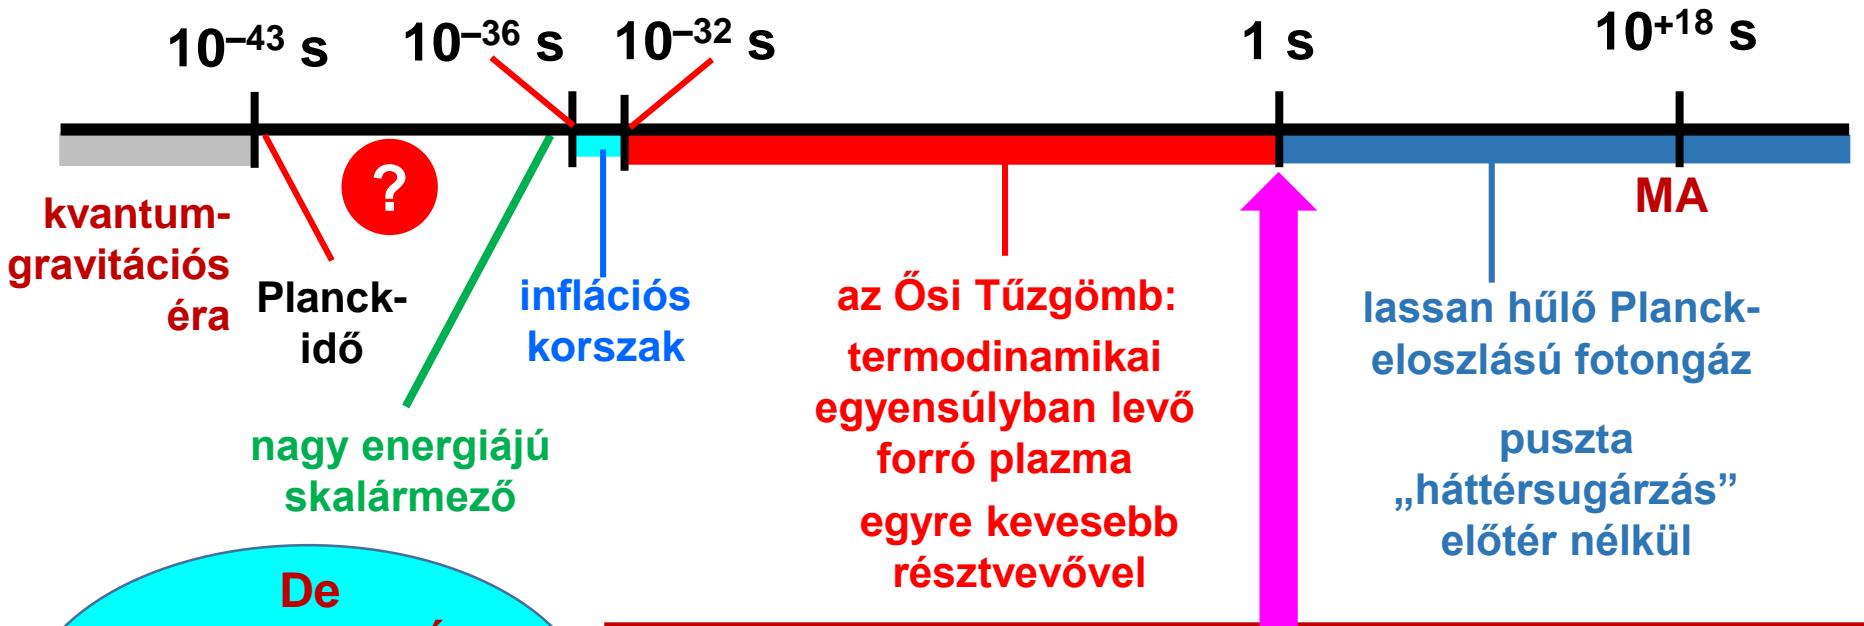 10⁻⁴³ s
10⁻³⁶ s
10⁻³² s
1 s
10⁺¹⁸ s
?
MA
kvantum-
gravitációs
éra
Planck-
idő
nagy energiájú
skalármező
inflációs
korszak
az Ősi Tűzgömb:
termodinamikai
egyensúlyban levő
forró plazma
egyre kevesebb
résztvevővel
lassan hűlő Planck-
eloszlású fotongáz
puszta
„háttérsugárzás”
előtér nélkül
De